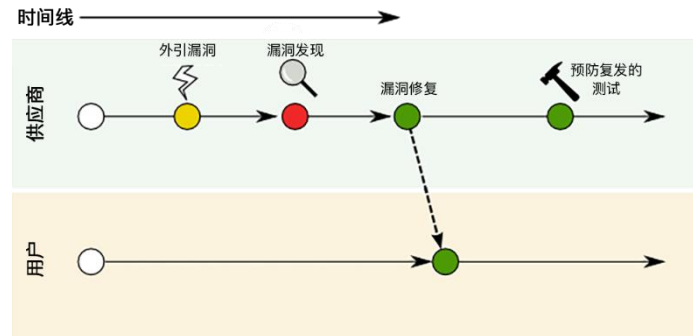 时间线
外引漏洞
漏洞发现
漏洞修复
预防复发的
测试
供应商
用户